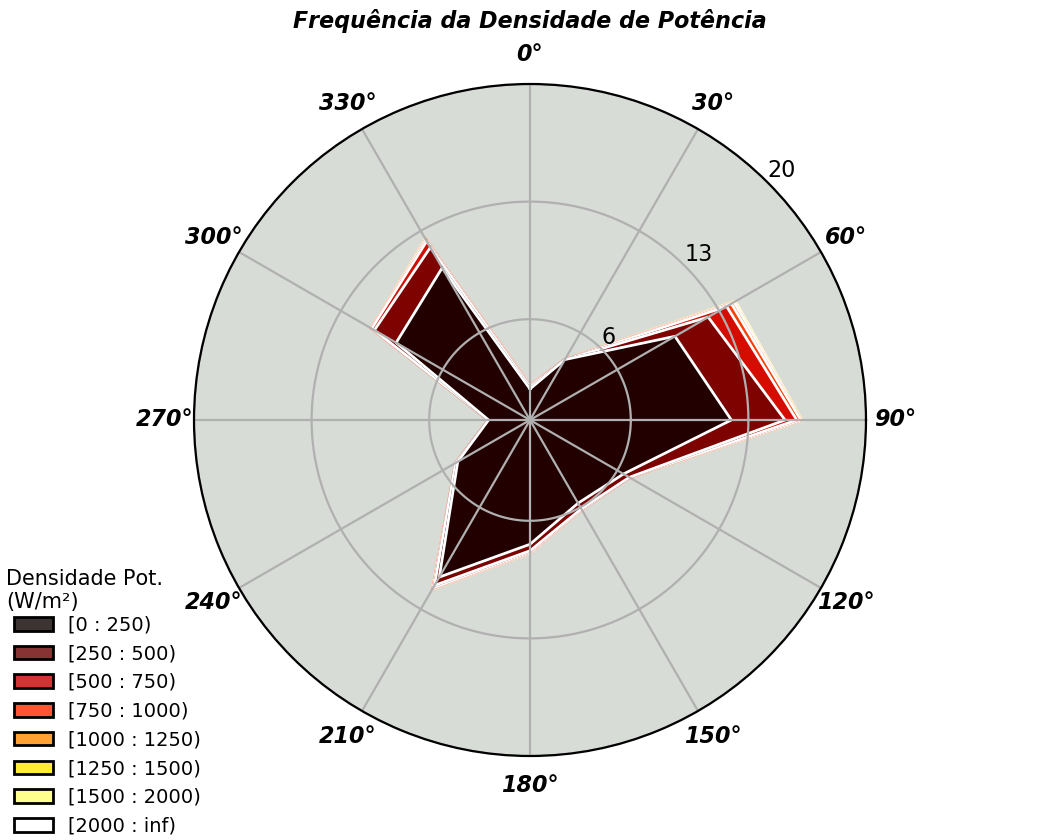 Frequência da Densidade de Potência
0°
330°
30°
20
300°
60°
13
6
270°
90°
240°
120°
210°
150°
180°
Densidade Pot.
(W/m²)
[0 : 250)
[250 : 500)
[500 : 750)
[750 : 1000)
[1000 : 1250)
[1250 : 1500)
[1500 : 2000)
[2000 : inf)